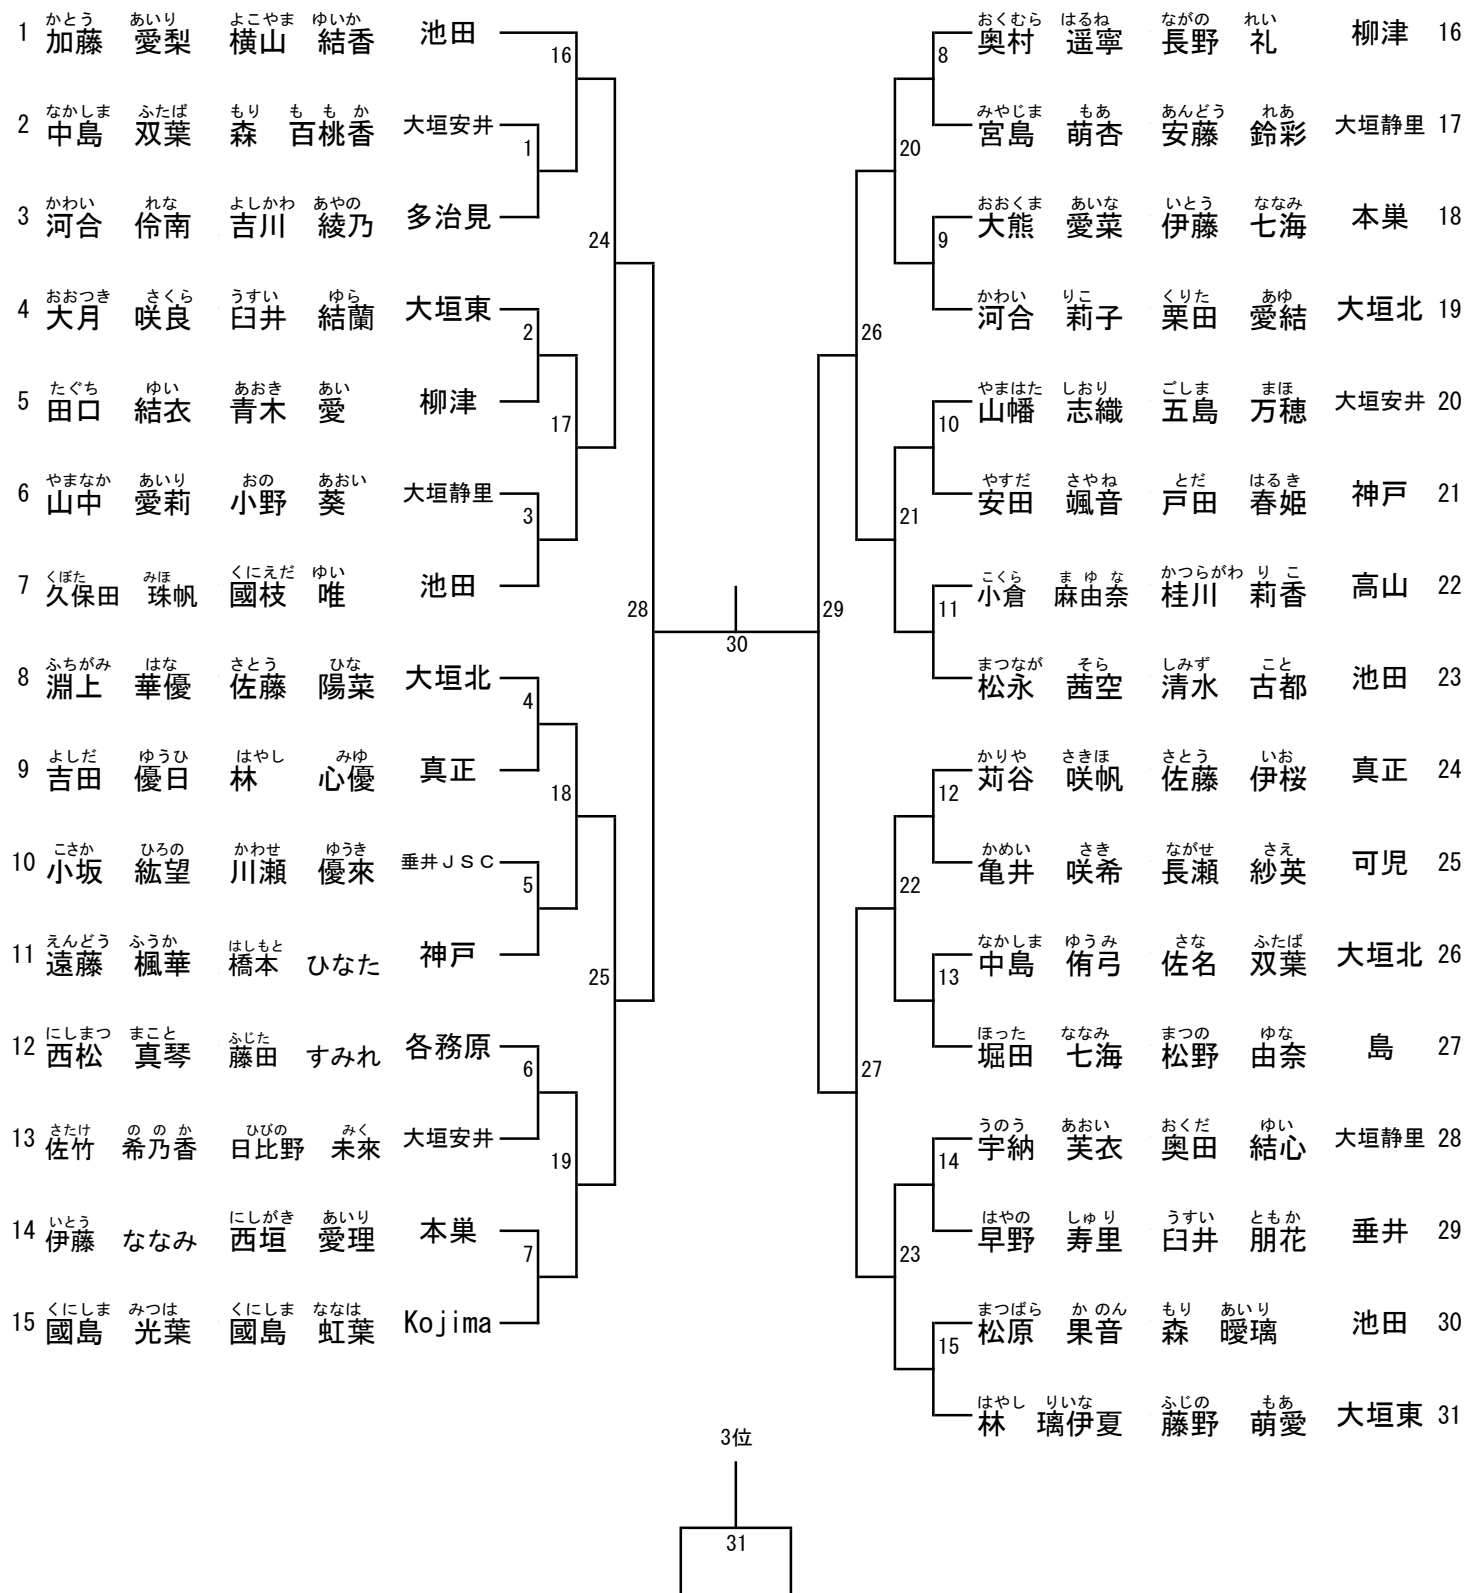 かとう あいり よこやま ゆいか
1 加藤 愛梨 横山 結香 池田
なかしま ふたば もり ももか
2 中島 双葉 森 百桃香 大垣安井
かわい れな よしかわ あやの
3 河合 伶南 吉川 綾乃 多治見
おおつき さくら うすい ゆら
4 大月 咲良 臼井 結蘭 大垣東
たぐち ゆい あおき あい
5 田口 結衣 青木 愛 柳津
やまなか あいり おの あおい
6 山中 愛莉 小野 葵 大垣静里
くぼた みほ くにえだ ゆい
7 久保田 珠帆 國枝 唯 池田
ふちがみ はな さとう ひな
8 淵上 華優 佐藤 陽菜 大垣北
よしだ ゆうひ はやし みゆ
9 吉田 優日 林 心優 真正
こさか ひろの かわせ ゆうき
10 小坂 紘望 川瀬 優來 垂井JSC
えんどう ふうか はしもと
11 遠藤 楓華 橋本 ひなた 神戸
にしまつ まこと ふじた
12 西松 真琴 藤田 すみれ 各務原
さたけ ののか ひびの みく
13 佐竹 希乃香 日比野 未來 大垣安井
いとう にしがき あいり
14 伊藤 ななみ 西垣 愛理 本巣
くにしま みつは くにしま ななは
15 國島 光葉 國島 虹葉 Kojima
16
1
24
2
17
3
28
4
18
5
25
6
19
7
30
29
8
20
9
26
10
21
11
12
22
13
27
14
23
15
おくむら はるね ながの れい
奥村 遥寧 長野 礼 柳津 16
みやじま もあ あんどう れあ
宮島 萌杏 安藤 鈴彩 大垣静里 17
おおくま あいな いとう ななみ
大熊 愛菜 伊藤 七海 本巣 18
かわい りこ くりた あゆ
河合 莉子 栗田 愛結 大垣北 19
やまはた しおり ごしま まほ
山幡 志織 五島 万穂 大垣安井 20
やすだ さやね とだ はるき
安田 颯音 戸田 春姫 神戸 21
こくら まゆな かつらがわ りこ
小倉 麻由奈 桂川 莉香 高山 22
まつなが そら しみず こと
松永 茜空 清水 古都 池田 23
かりや さきほ さとう いお
苅谷 咲帆 佐藤 伊桜 真正 24
かめい さき ながせ さえ
亀井 咲希 長瀬 紗英 可児 25
なかしま ゆうみ さな ふたば
中島 侑弓 佐名 双葉 大垣北 26
ほった ななみ まつの ゆな
堀田 七海 松野 由奈 島 27
うのう あおい おくだ ゆい
宇納 芙衣 奥田 結心 大垣静里 28
はやの しゅり うすい ともか
早野 寿里 臼井 朋花 垂井 29
まつばら かのん もり あいり
松原 果音 森 曖璃 池田 30
はやし りいな ふじの もあ
林 璃伊夏 藤野 萌愛 大垣東 31
3位
31